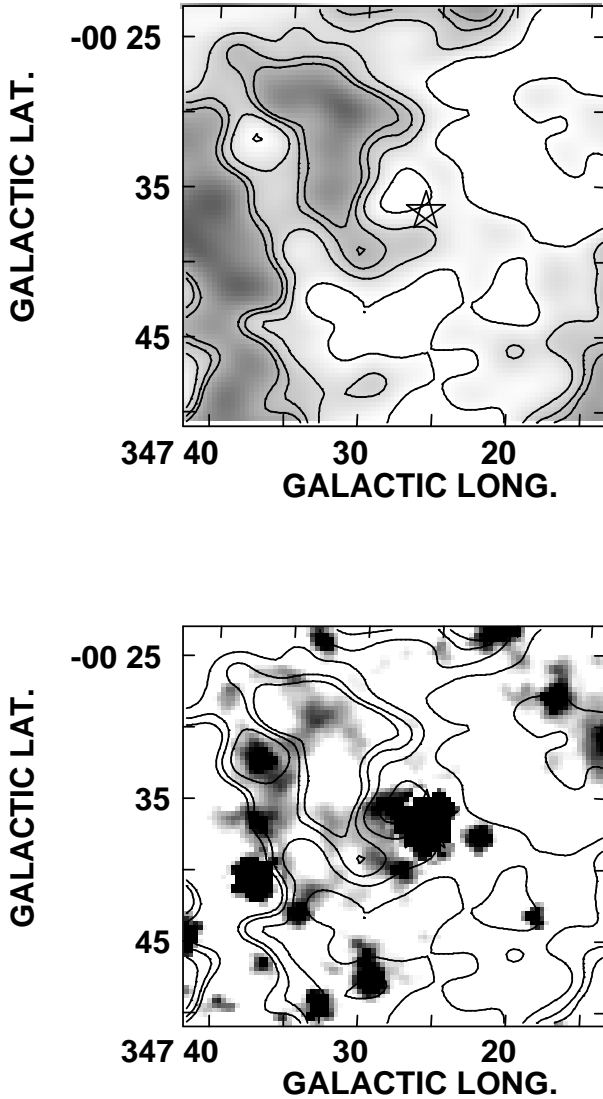 -00 25
GALACTIC LAT.
35
45
347 40 30 20
GALACTIC LONG.
-00 25
GALACTIC LAT.
35
45
347 40 30 20
GALACTIC LONG.